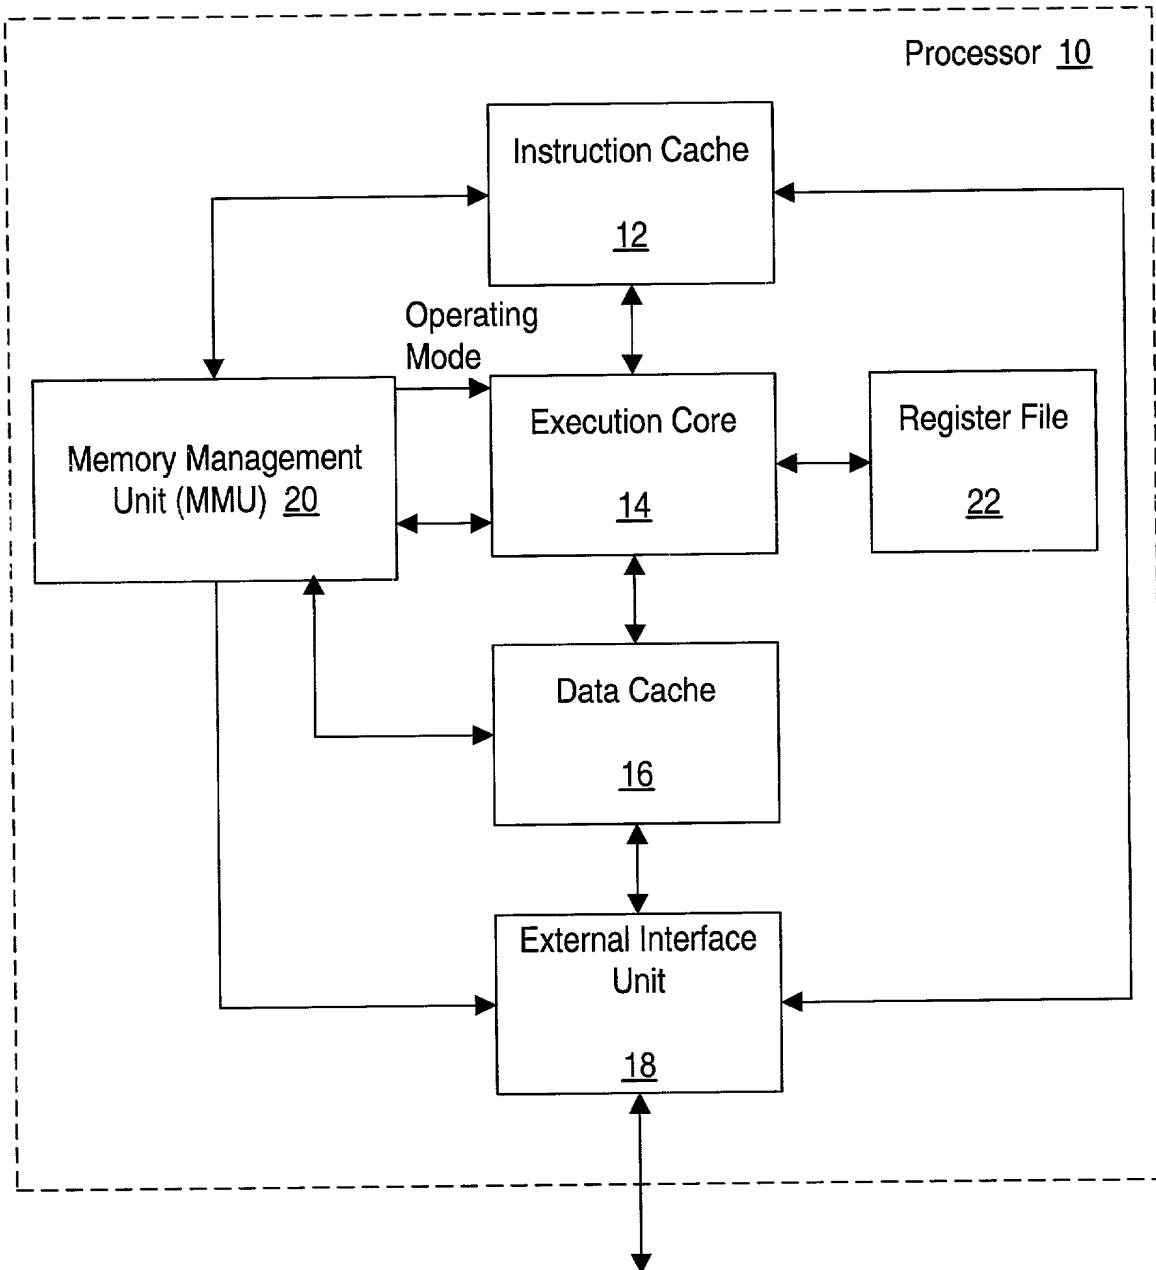 Processor 10
Instruction Cache
12
Operating
Mode
Memory Management
Unit (MMU) 20
Execution Core
14
Register File
22
Data Cache
16
External Interface
Unit
18